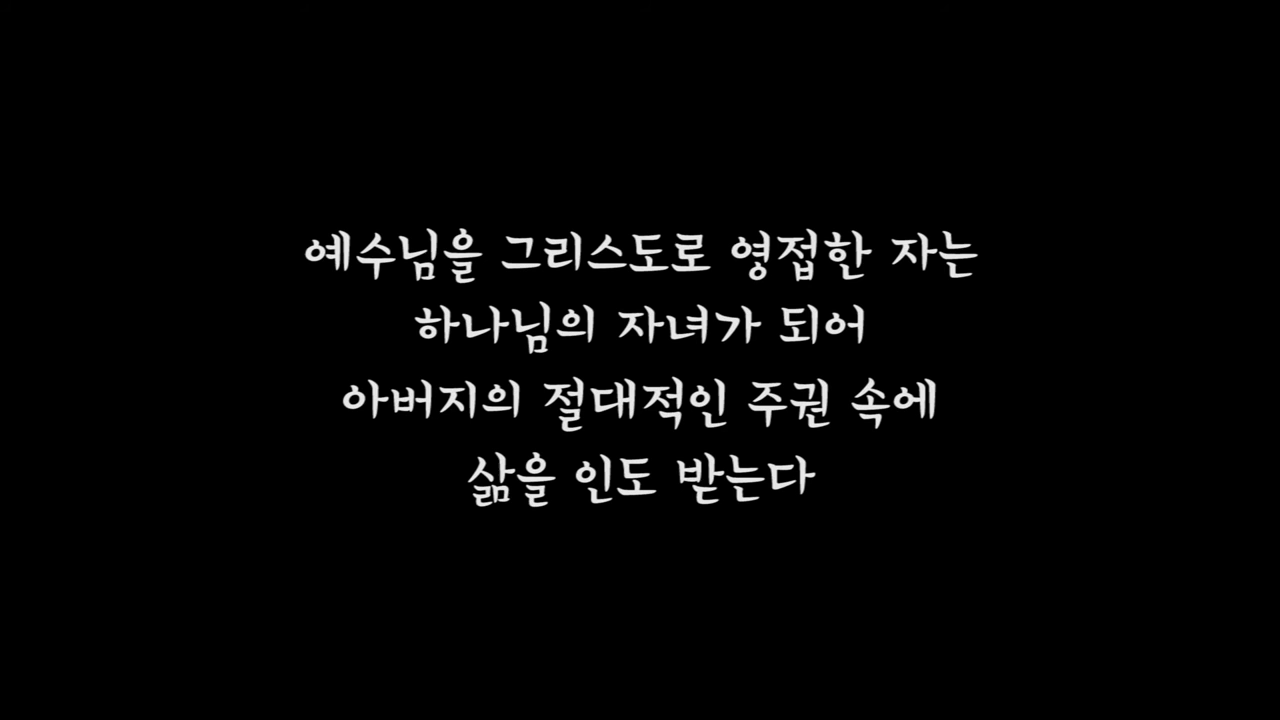 예수님을 그리스도로 영접한 자는
하나님의 자녀가 되어
아버지의 절대적인 주권 속에
삶을 인도 받는다